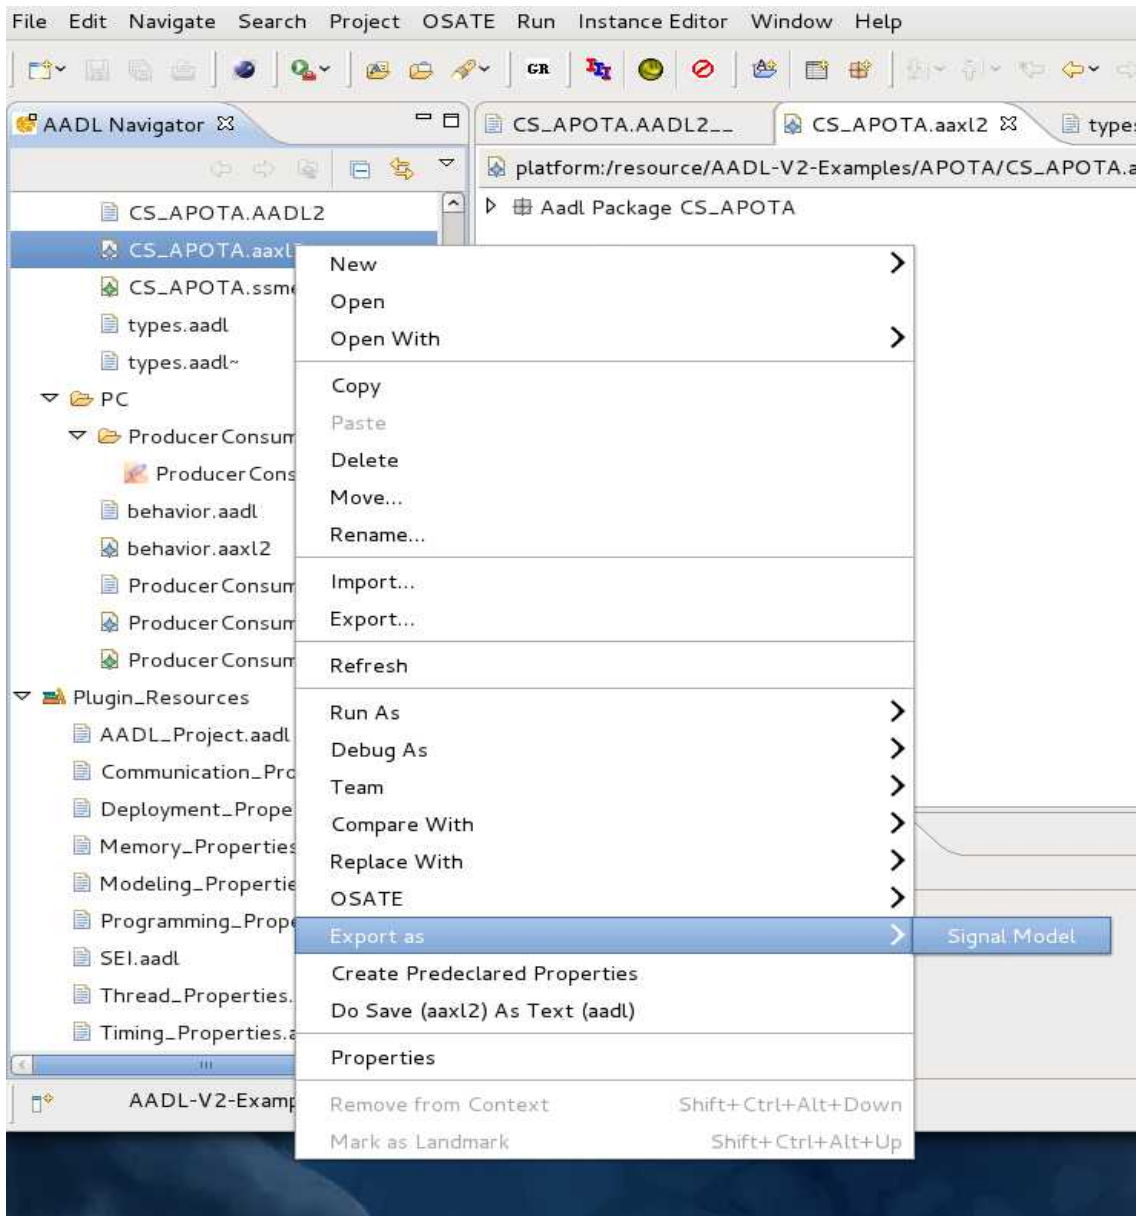 File Edit Navigate Search Project OSATE Run Instance Editor Window Help
GR
AADL Navigator
CS_APOTA.AADL2__
CS_APOTA.aaxl2
types
platform:/resource/AADL-V2-Examples/APOTA/CS_APOTA.a
Aadl Package CS_APOTA
CS_APOTA.AADL2
CS_APOTA.aaxl
CS_APOTA.ssme
types.aadl
types.aadl~
PC
ProducerConsum
ProducerCons
behavior.aadl
behavior.aaxl2
ProducerConsum
ProducerConsum
ProducerConsum
Plugin_Resources
AADL_Project.aadl
Communication_Pro
Deployment_Prope
Memory_Properties
Modeling_Propertie
Programming_Prope
SEI.aadl
Thread_Properties.
Timing_Properties.a
AADL-V2-Examp
New
Open
Open With
Copy
Paste
Delete
Move...
Rename...
Import...
Export...
Refresh
Run As
Debug As
Team
Compare With
Replace With
OSATE
Export as
Signal Model
Create Predeclared Properties
Do Save (aaxl2) As Text (aadl)
Properties
Remove from Context Shift+Ctrl+Alt+Down
Mark as Landmark Shift+Ctrl+Alt+Up